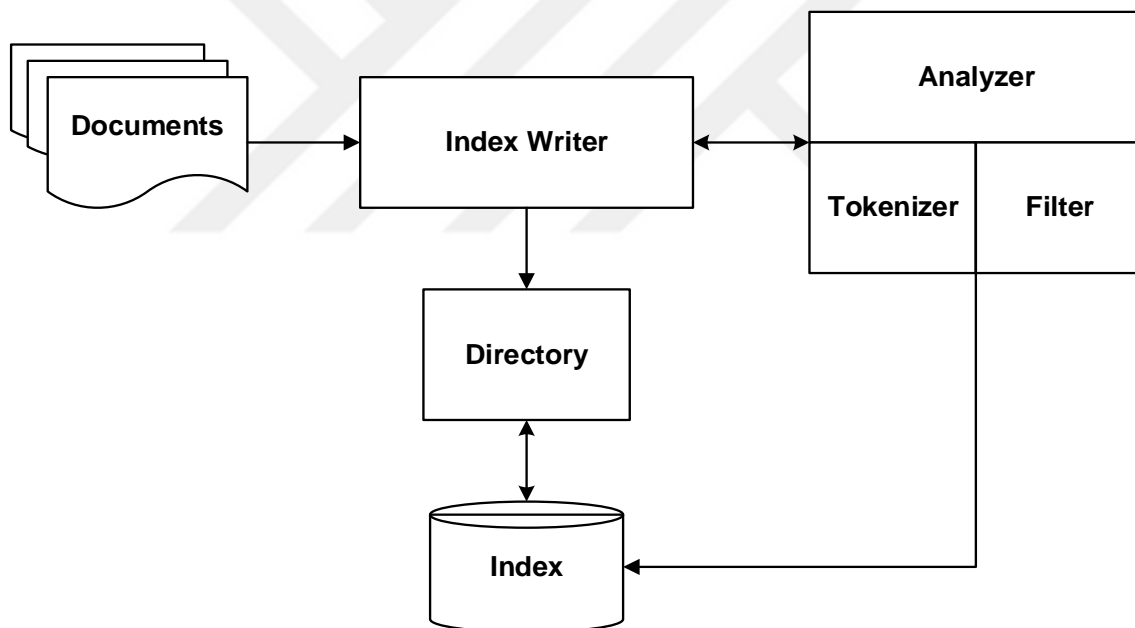 Documents
Index Writer
Analyzer
Tokenizer
Filter
Directory
Index